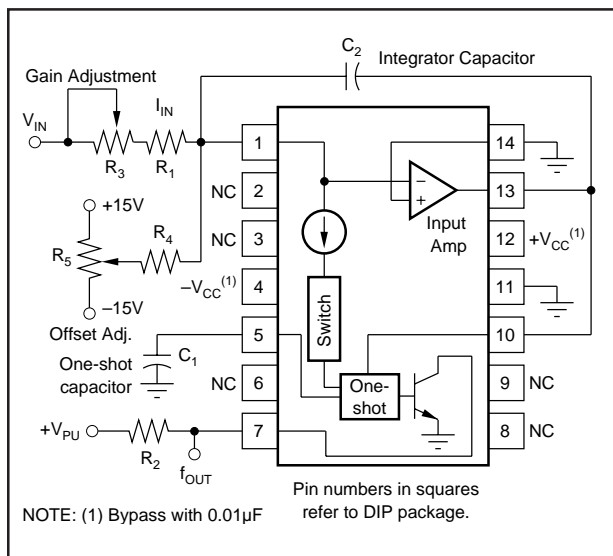 C2
Integrator Capacitor
Gain Adjustment
IIN
VIN
R3
R1
1
14
NC
2
13
–
+
Input
Amp
+15V
R5
R4
NC
3
12
+VCC(1)
–VCC(1)
4
11
–15V
Offset Adj.
Switch
One-shot
capacitor
C1
5
10
NC
6
One-
shot
9
NC
+VPU
R2
7
8
NC
fOUT
Pin numbers in squares
refer to DIP package.
NOTE: (1) Bypass with 0.01µF